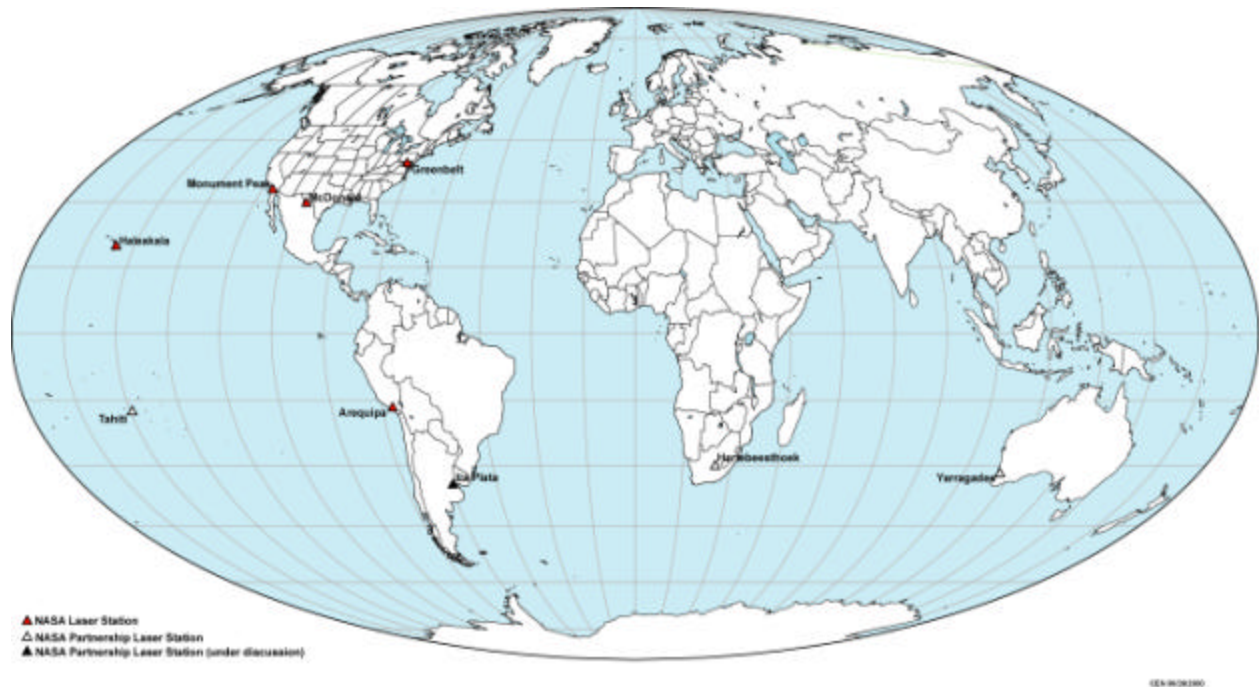 Greenbelt
Monument Peak
McDonald
Haleakala
Arequipa
Tahiti
Hartebeesthoek
La Plata
Yarragadee
NASA Laser Station
NASA Partnership Laser Station
NASA Partnership Laser Station (under discussion)